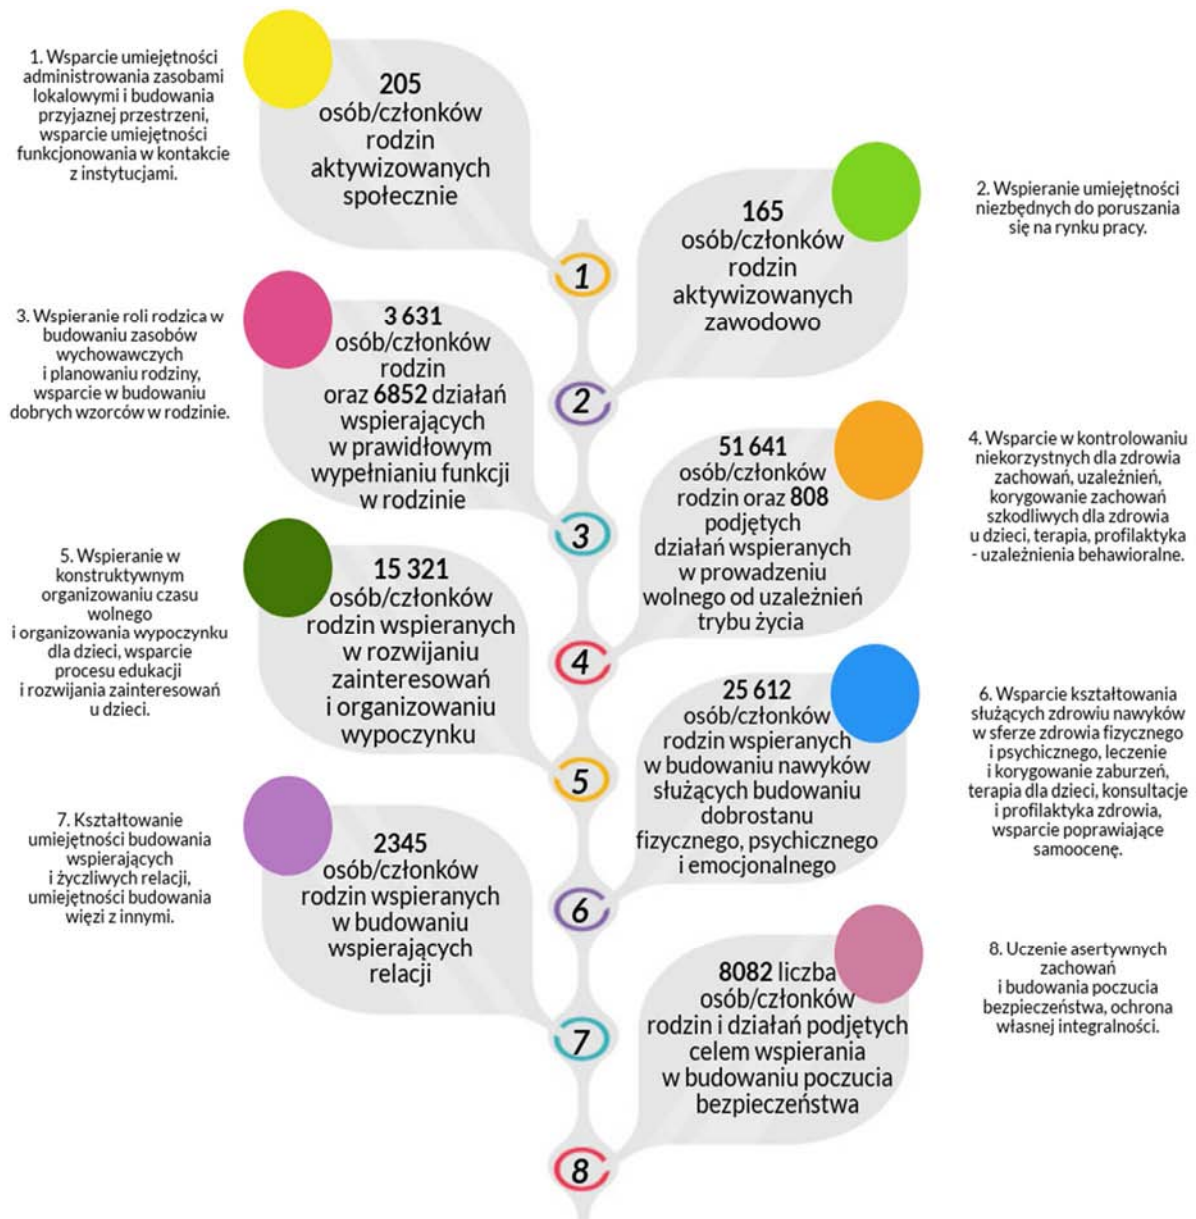 1. Wsparcie umiejętności
administrowania zasobami
lokalowymi i budowania
przyjaznej przestrzeni,
wsparcie umiejętności
funkcjonowania w kontakcie
z instytucjami.
205
osób/członków
rodzin
aktywizowanych
społecznie
1
165
osób/członków
rodzin
aktywizowanych
zawodowo
2. Wspieranie umiejętności
niezbędnych do poruszania
się na rynku pracy.
2
3. Wspieranie roli rodzica w
budowaniu zasobów
wychowawczych
i planowaniu rodziny,
wsparcie w budowaniu
dobrych wzorców w rodzinie.
3 631
osób/członków
rodzin
oraz 6852 działań
wspierających
w prawidłowym
wypełnianiu funkcji
w rodzinie
3
51 641
osób/członków
rodzin oraz 808
podjętych
działań wspieranych
w prowadzeniu
wolnego od uzależnień
trybu życia
4. Wsparcie w kontrolowaniu
niekorzystnych dla zdrowia
zachowań, uzależnień,
korygowanie zachowań
szkodliwych dla zdrowia
u dzieci, terapia, profilaktyka
- uzależnienia behawioralne.
4
5. Wspieranie w
konstruktywnym
organizowaniu czasu
wolnego
i organizowania wypoczynku
dla dzieci, wsparcie
procesu edukacji
i rozwijania zainteresowań
u dzieci.
15 321
osób/członków
rodzin wspieranych
w rozwijaniu
zainteresowań
i organizowaniu
wypoczynku
5
25 612
osób/członków
rodzin wspieranych
w budowaniu nawyków
służących budowaniu
dobrostanu
fizycznego, psychicznego
i emocjonalnego
6. Wsparcie kształtowania
służących zdrowiu nawyków
w sferze zdrowia fizycznego
i psychicznego, leczenie
i korygowanie zaburzeń,
terapia dla dzieci, konsultacje
i profilaktyka zdrowia,
wsparcie poprawiające
samoocenę.
6
7. Kształtowanie
umiejętności budowania
wspierających
i życzliwych relacji,
umiejętności budowania
więzi z innymi.
2345
osób/członków
rodzin wspieranych
w budowaniu
wspierających
relacji
7
8082 liczba
osób/członków
rodzin i działań podjętych
celem wspierania
w budowaniu poczucia
bezpieczeństwa
8. Uczenie asertywnych
zachowań
i budowania poczucia
bezpieczeństwa, ochrona
własnej integralności.
8